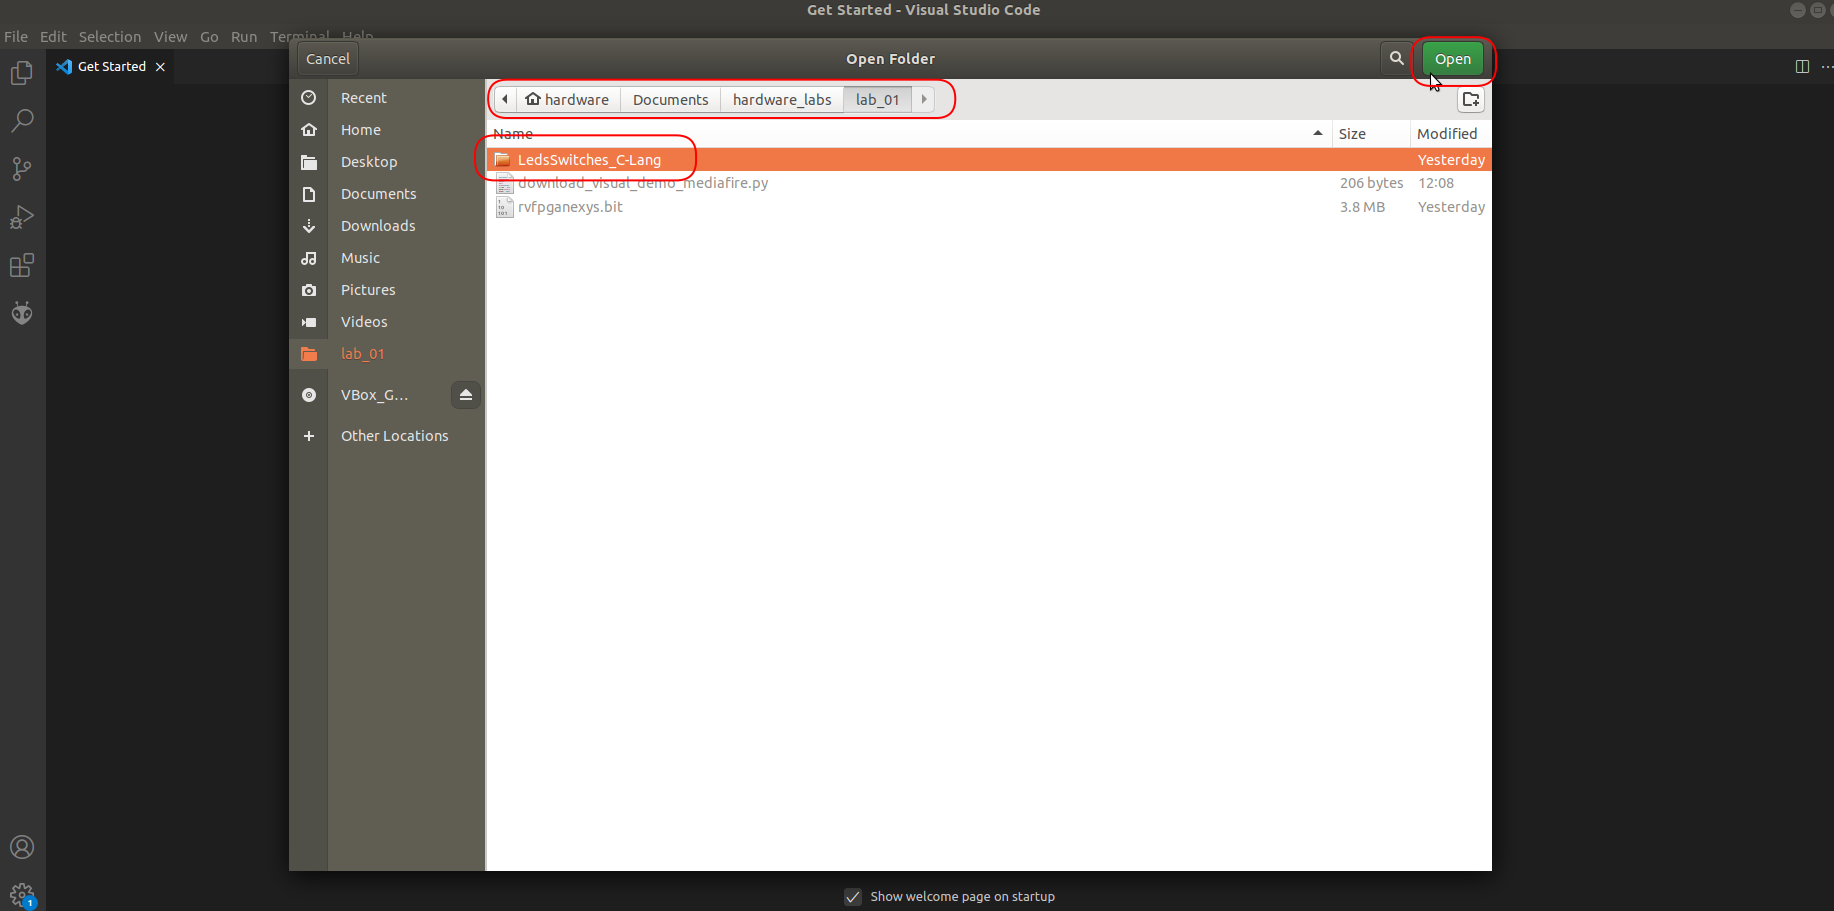 Get Started - Visual Studio Code
File Edit Selection View Go Run Terminal Help
Get Started
Cancel
Open Folder
Open
Recent
Home
Desktop
Documents
Downloads
Music
Pictures
Videos
lab_01
VBox_G...
Other Locations
hardware Documents hardware_labs lab_01
Name Size Modified
LedsSwitches_C-Lang Yesterday
download_visual_demo_mediafire.py 206 bytes 12:08
rvfpganexys.bit 3.8 MB Yesterday
1
Show welcome page on startup